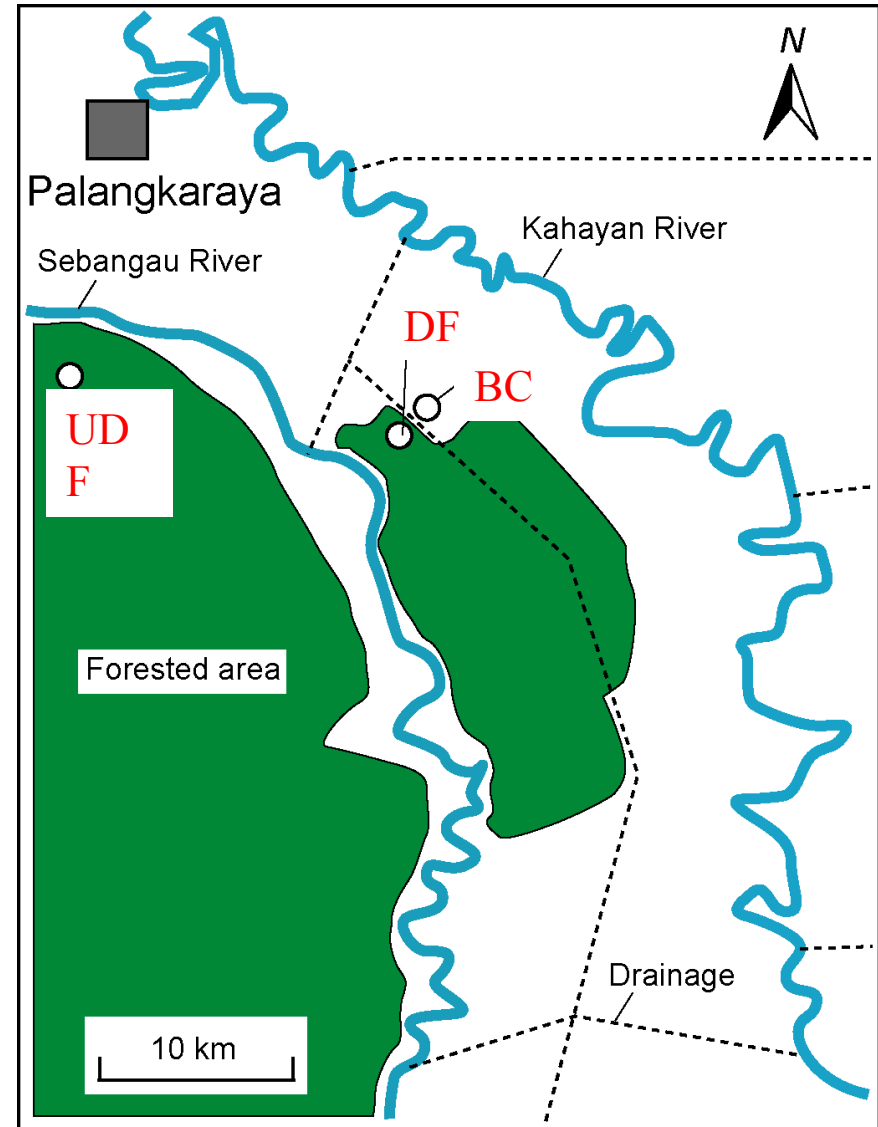 N
Palangkaraya
Kahayan River
Sebangau River
DF
BC
UD
F
Forested area
Drainage
10 km